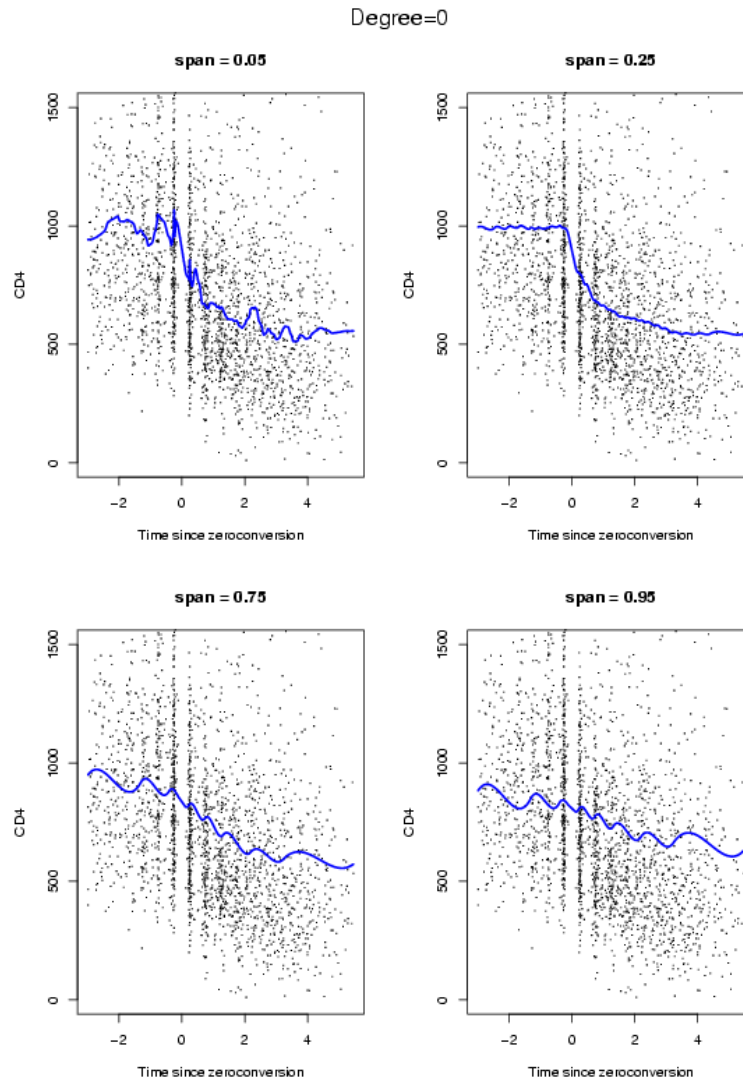 Degree=0
span = 0.05
1500
1000
500
0
CD4
−2 0 2 4
Time since zeroconversion
span = 0.25
1500
1000
500
0
CD4
−2 0 2 4
Time since zeroconversion
span = 0.75
1500
1000
500
0
CD4
−2 0 2 4
Time since zeroconversion
span = 0.95
1500
1000
500
0
CD4
−2 0 2 4
Time since zeroconversion